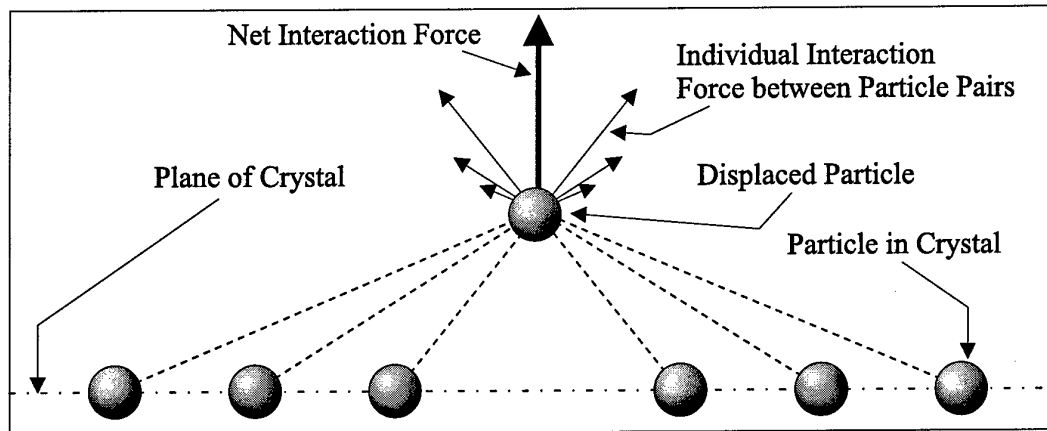 Net Interaction Force
Individual Interaction
Force between Particle Pairs
Plane of Crystal
Displaced Particle
Particle in Crystal